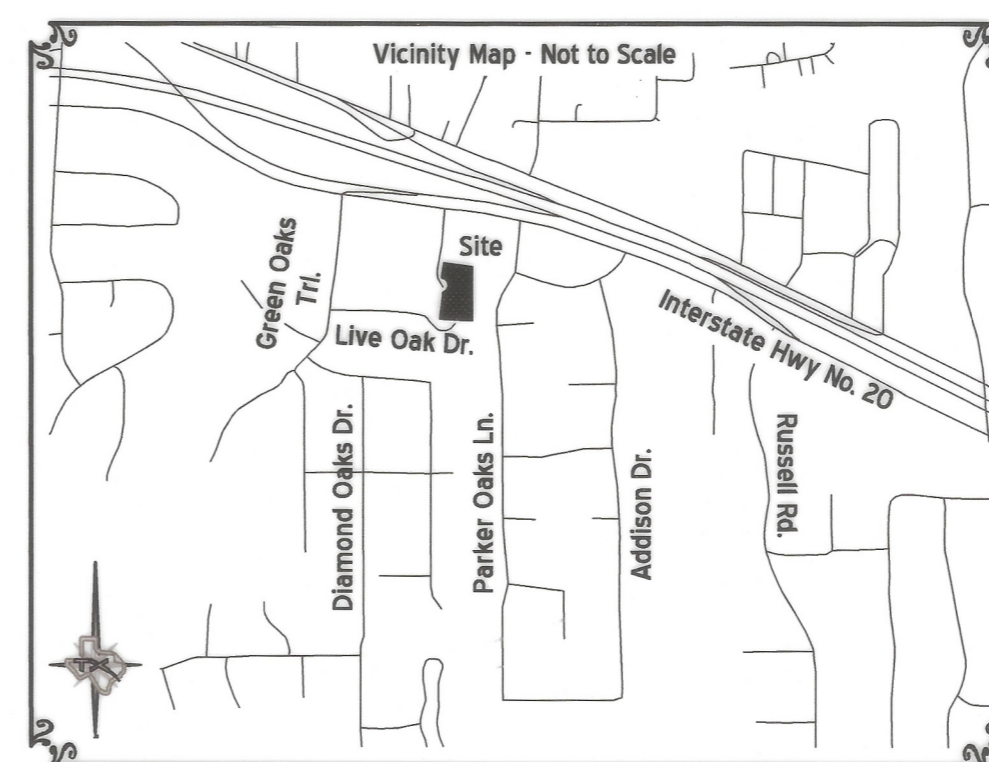 Vicinity Map - Not to Scale
Site
Green Oaks
Trl.
Live Oak Dr.
Interstate Hwy No. 20
Diamond Oaks Dr.
Parker Oaks Ln.
Addison Dr.
Russell Rd.
TX